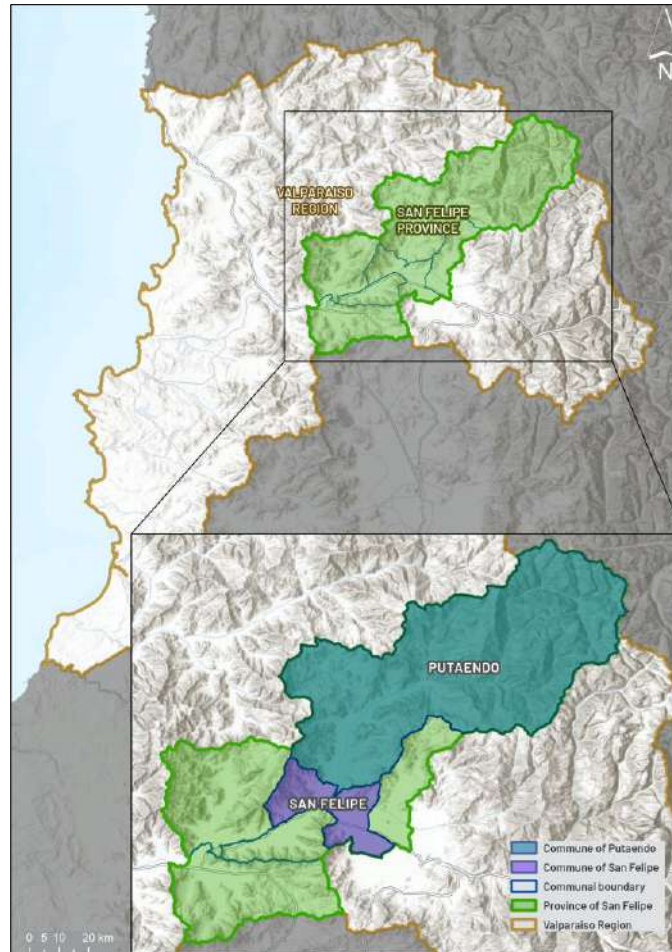 N
VALPARAISO
REGION
SAN FELIPE
PROVINCE
PUTAENDO
SAN FELIPE
Commune of Putaendo
Commune of San Felipe
Communal boundary
Province of San Felipe
Valparaiso Region
0 5 10 20 km